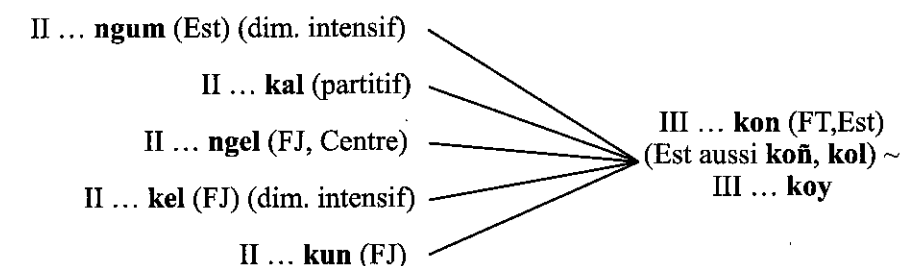 II … ngum (Est) (dim. intensif)
II … kal (partitif)
II … ngel (FJ, Centre)
II … kel (FJ) (dim. intensif)
II … kun (FJ)
III … kon (FT,Est)
(Est aussi koñ, kol) ~
III … koy